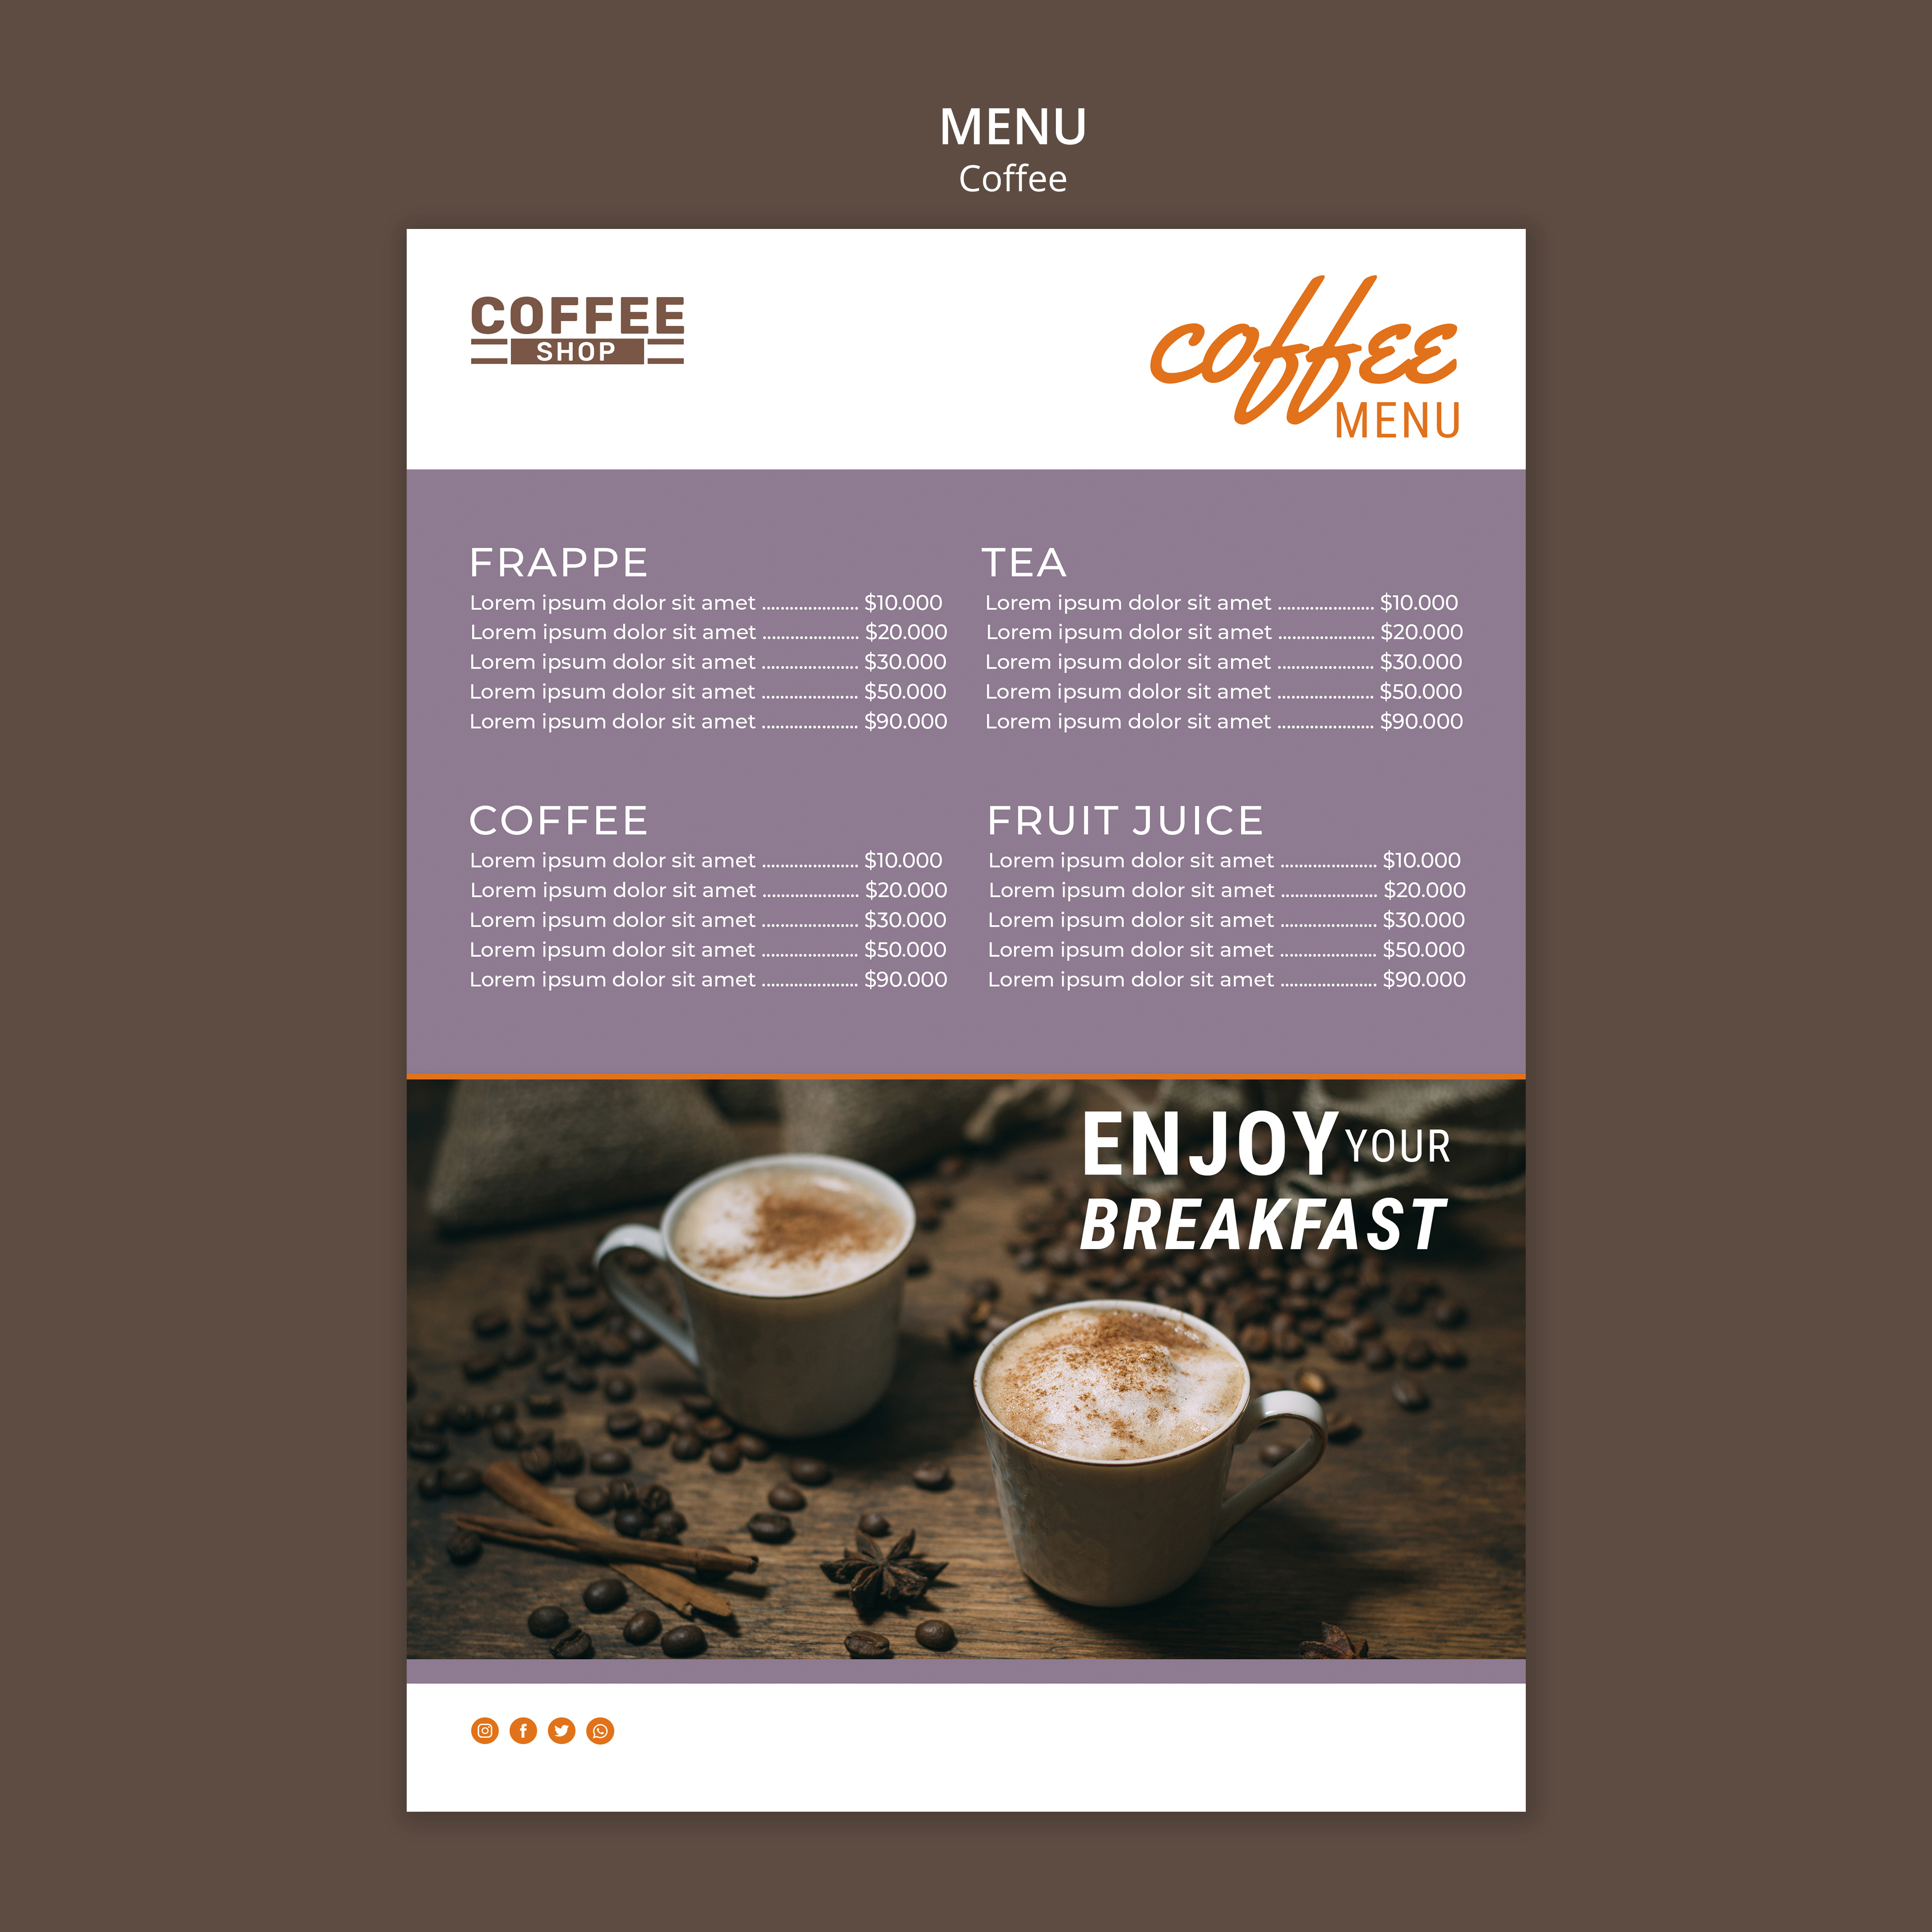 MENU
Coffee
COFFEE
SHOP
coffee
MENU
FRAPPE
Lorem ipsum dolor sit amet ..................... $10.000
Lorem ipsum dolor sit amet ..................... $20.000
Lorem ipsum dolor sit amet ..................... $30.000
Lorem ipsum dolor sit amet ..................... $50.000
Lorem ipsum dolor sit amet ..................... $90.000
TEA
Lorem ipsum dolor sit amet ..................... $10.000
Lorem ipsum dolor sit amet ..................... $20.000
Lorem ipsum dolor sit amet ..................... $30.000
Lorem ipsum dolor sit amet ..................... $50.000
Lorem ipsum dolor sit amet ..................... $90.000
COFFEE
Lorem ipsum dolor sit amet ..................... $10.000
Lorem ipsum dolor sit amet ..................... $20.000
Lorem ipsum dolor sit amet ..................... $30.000
Lorem ipsum dolor sit amet ..................... $50.000
Lorem ipsum dolor sit amet ..................... $90.000
FRUIT JUICE
Lorem ipsum dolor sit amet ..................... $10.000
Lorem ipsum dolor sit amet ..................... $20.000
Lorem ipsum dolor sit amet ..................... $30.000
Lorem ipsum dolor sit amet ..................... $50.000
Lorem ipsum dolor sit amet ..................... $90.000
ENJOY YOUR
BREAKFAST